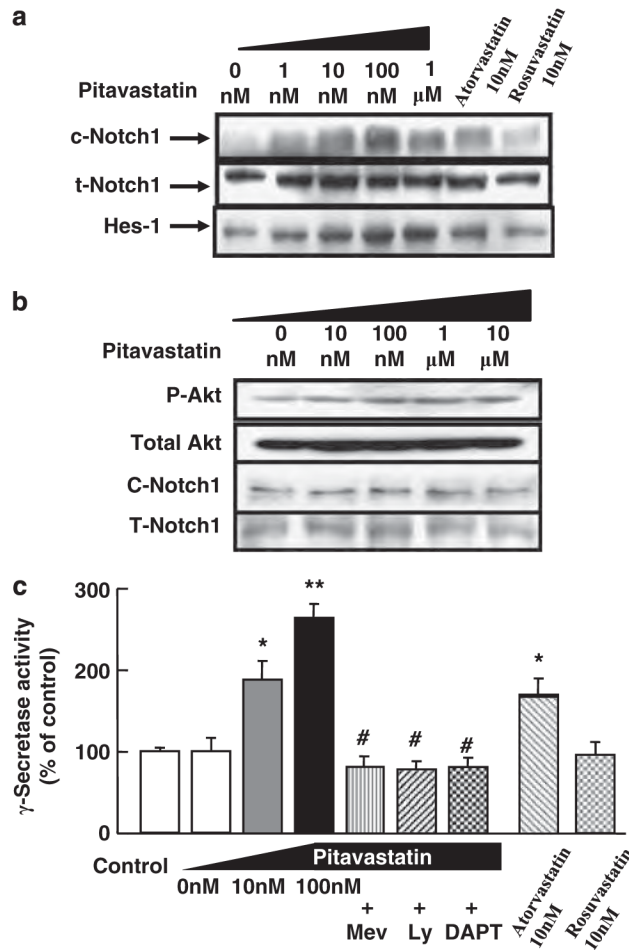 a
Pitavastatin
0 nM
1 nM
10 nM
100 nM
1 μM
Atorvastatin 10nM
Rosuvastatin 10nM
c-Notch1
t-Notch1
Hes-1
b
Pitavastatin
0 nM
10 nM
100 nM
1 μM
10 μM
P-Akt
Total Akt
C-Notch1
T-Notch1
c
γ-Secretase activity
(% of control)
300
200
100
0
*
**
#
#
#
*
Control
Pitavastatin
0nM
10nM
100nM
+
Mev
+
Ly
+
DAPT
Atorvastatin
10nM
Rosuvastatin
10nM